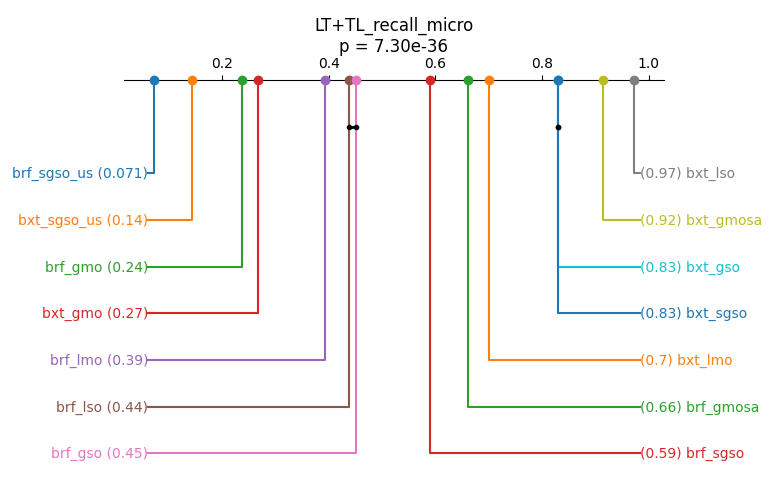 LT+TL_recall_micro
p = 7.30e-36
0.2 0.4 0.6 0.8 1.0
brf_sgso_us (0.071) (0.97) bxt_lso
bxt_sgso_us (0.14) (0.92) bxt_gmosa
brf_gmo (0.24) (0.83) bxt_gso
bxt_gmo (0.27) (0.83) bxt_sgso
brf_lmo (0.39) (0.7) bxt_lmo
brf_lso (0.44) (0.66) brf_gmosa
brf_gso (0.45) (0.59) brf_sgso